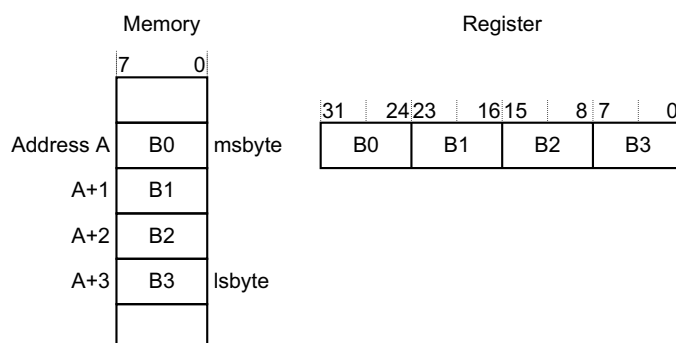 Memory
Register
7 0
31 24 23 16 15 8 7 0
Address A B0 msbyte
B0 B1 B2 B3
A+1 B1
A+2 B2
A+3 B3 lsbyte